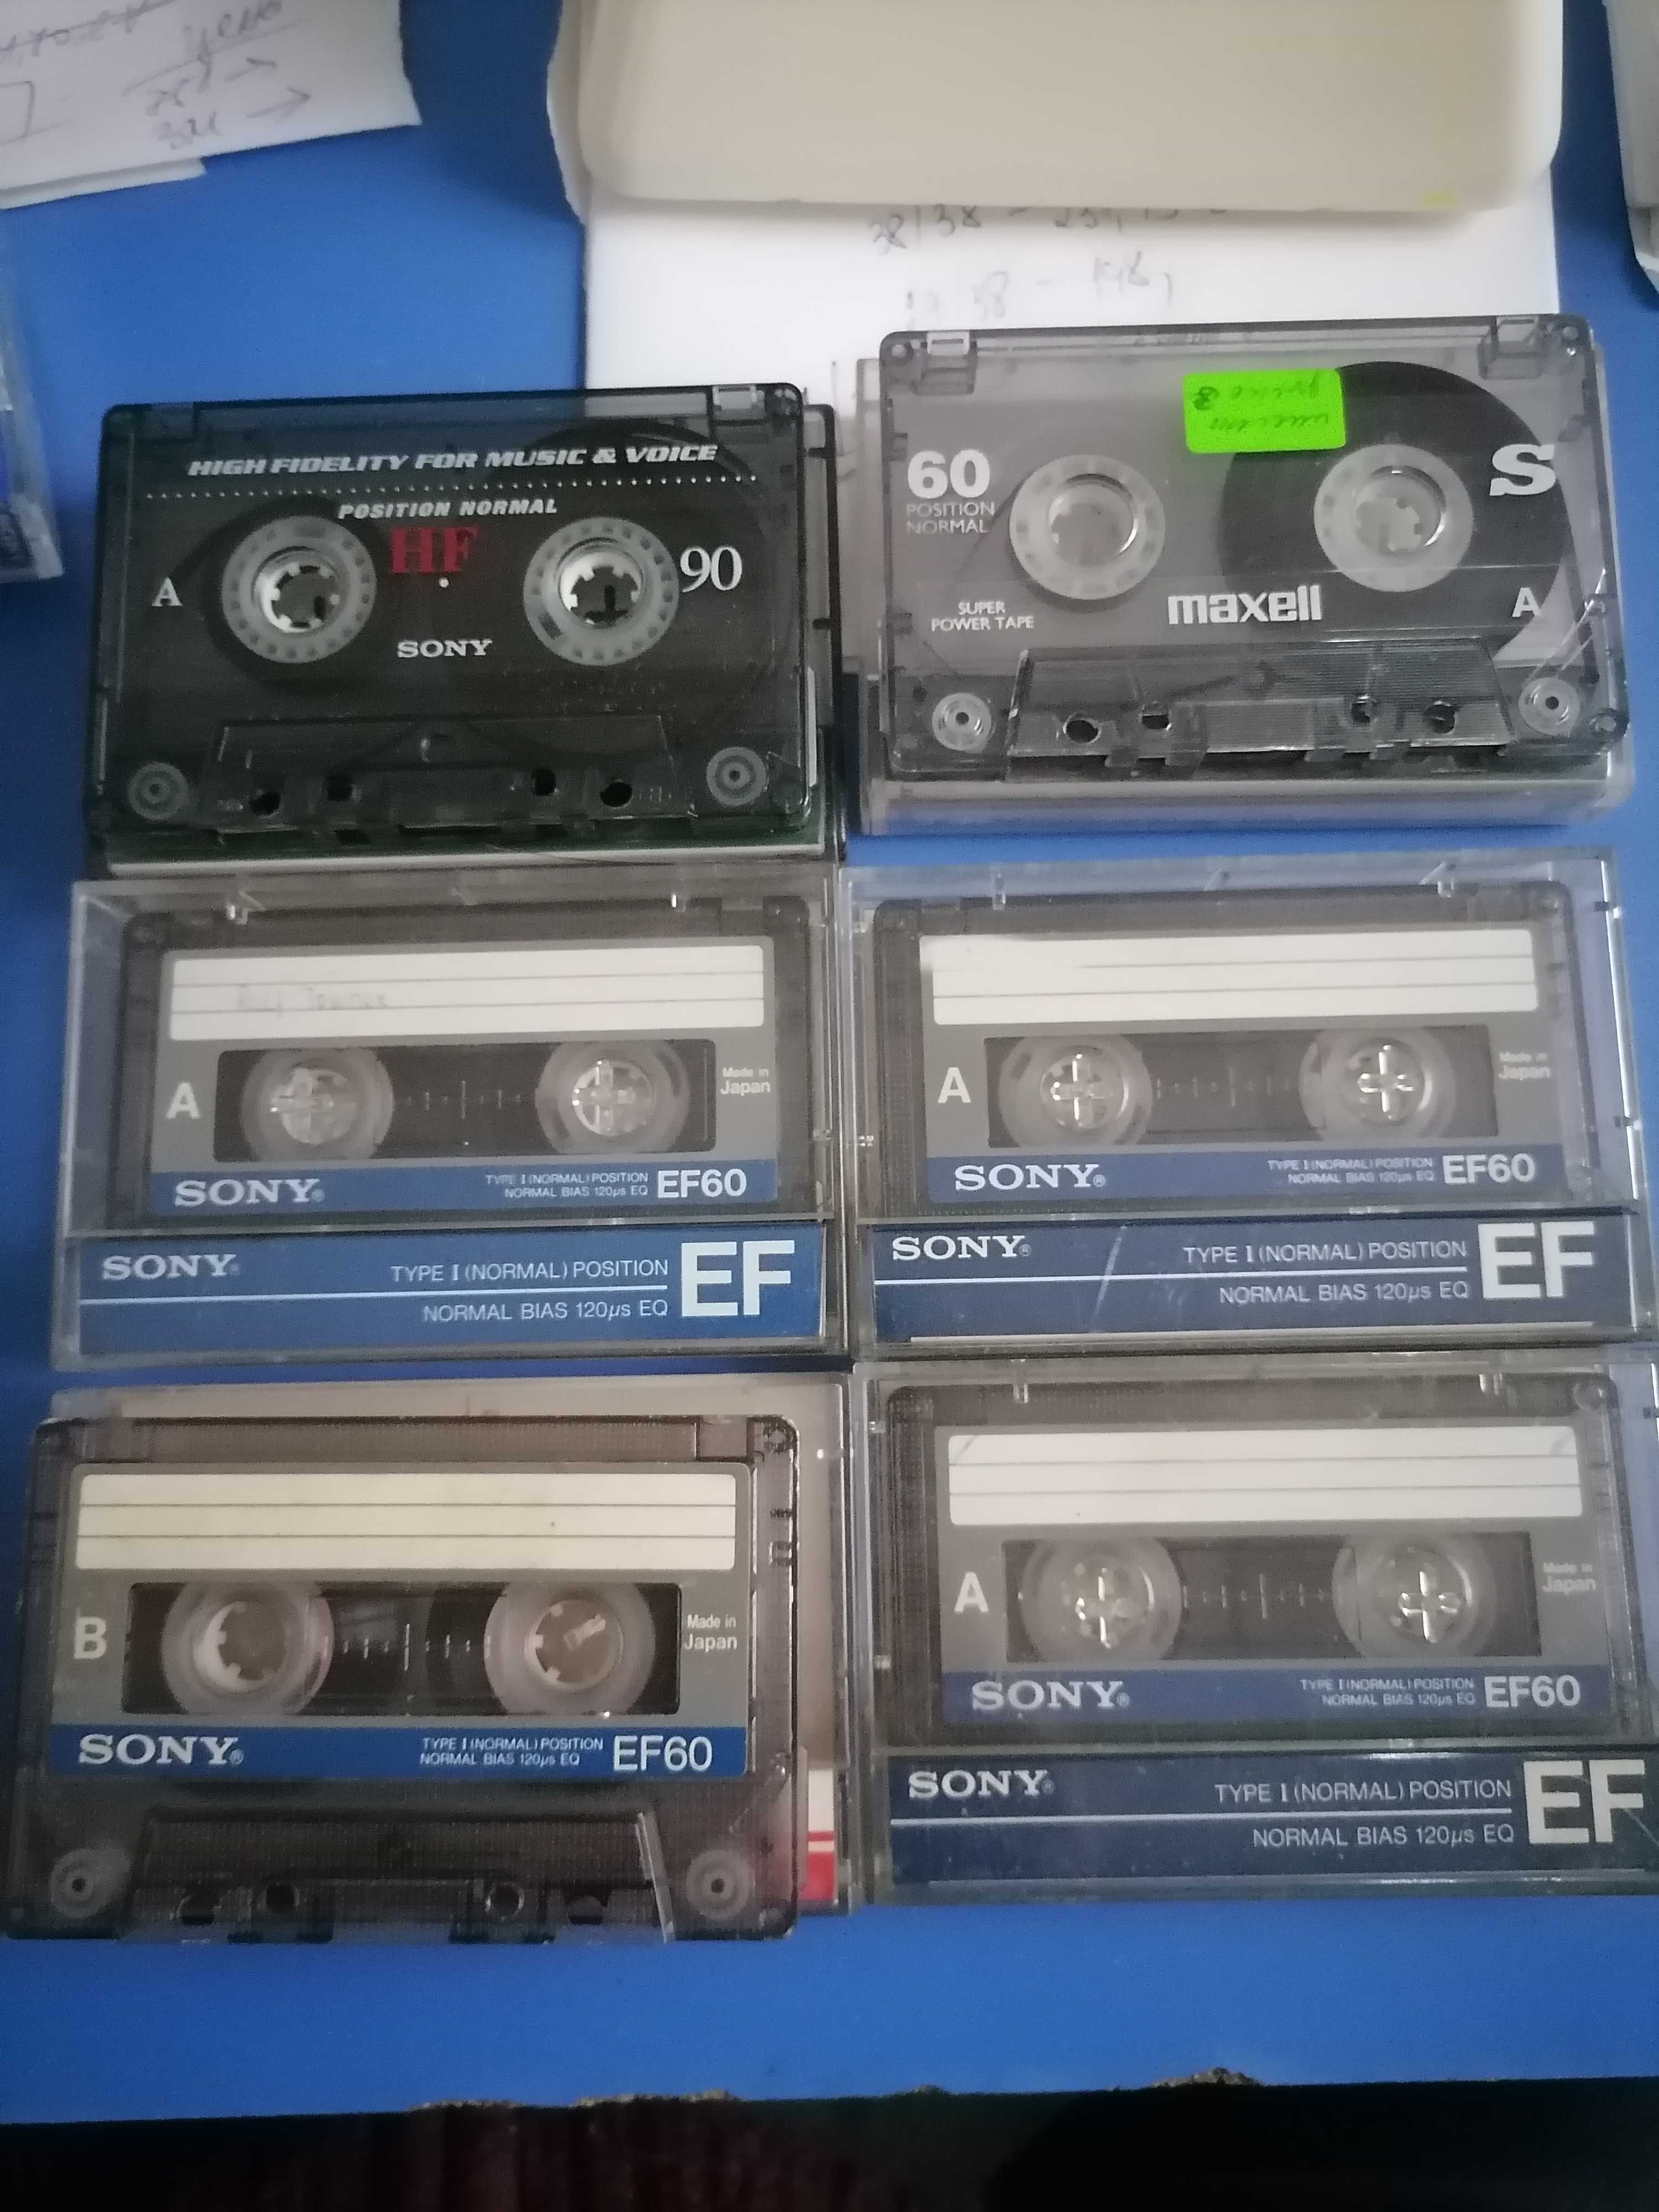 38/38 -
HIGH FIDELITY FOR MUSIC & VOICE
POSITION NORMAL
HF
A
90
SONY
60
POSITION
NORMAL
S
SUPER
POWER TAPE
maxell
A
A
Made in
Japan
SONY®
TYPE I (NORMAL) POSITION
NORMAL BIAS 120µs EQ
EF60
SONY®
TYPE I (NORMAL) POSITION
NORMAL BIAS 120µs EQ
EF
A
Made in
Japan
SONY®
TYPE I (NORMAL) POSITION
NORMAL BIAS 120µs EQ
EF60
SONY®
TYPE I (NORMAL) POSITION
NORMAL BIAS 120µs EQ
EF
B
Made in
Japan
SONY®
TYPE I (NORMAL) POSITION
NORMAL BIAS 120µs EQ
EF60
A
Made in
Japan
SONY®
TYPE I (NORMAL) POSITION
NORMAL BIAS 120µs EQ
EF60
SONY®
TYPE I (NORMAL) POSITION
NORMAL BIAS 120µs EQ
EF